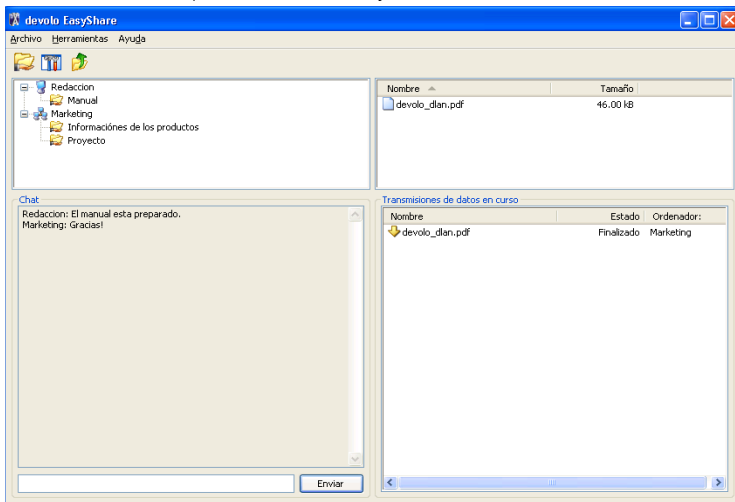 devolo EasyShare
Archivo Herramientas Ayuda
Redaccion
Manual
Marketing
Informaciónes de los productos
Proyecto
Nombre Tamaño
devolo_dlan.pdf 46.00 kB
Chat
Redaccion: El manual esta preparado.
Marketing: Gracias!
Enviar
Transmisiones de datos en curso
Nombre Estado Ordenador:
devolo_dlan.pdf Finalizado Marketing